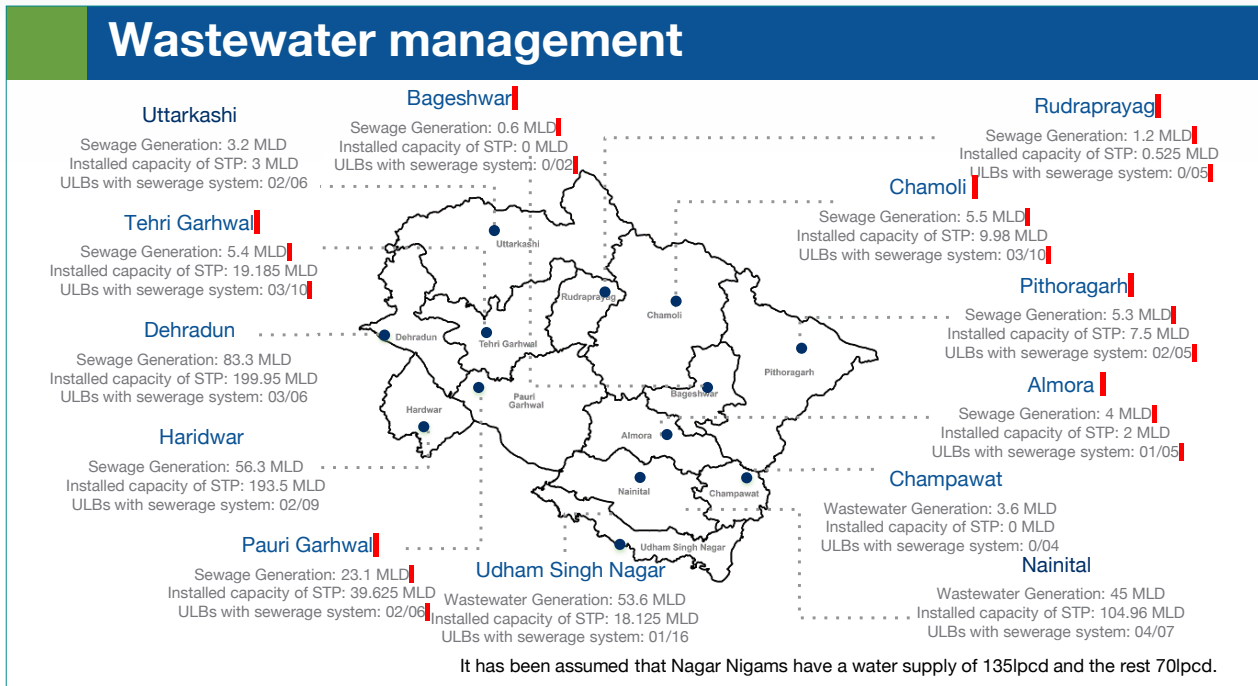 Wastewater management
Uttarkashi
Sewage Generation: 3.2 MLD
Installed capacity of STP: 3 MLD
ULBs with sewerage system: 02/06
Bageshwar
Sewage Generation: 0.6 MLD
Installed capacity of STP: 0 MLD
ULBs with sewerage system: 0/02
Rudraprayag
Sewage Generation: 1.2 MLD
Installed capacity of STP: 0.525 MLD
ULBs with sewerage system: 0/05
Chamoli
Sewage Generation: 5.5 MLD
Installed capacity of STP: 9.98 MLD
ULBs with sewerage system: 03/10
Tehri Garhwal
Sewage Generation: 5.4 MLD
Installed capacity of STP: 19.185 MLD
ULBs with sewerage system: 03/10
Pithoragarh
Sewage Generation: 5.3 MLD
Installed capacity of STP: 7.5 MLD
ULBs with sewerage system: 02/05
Dehradun
Sewage Generation: 83.3 MLD
Installed capacity of STP: 199.95 MLD
ULBs with sewerage system: 03/06
Almora
Sewage Generation: 4 MLD
Installed capacity of STP: 2 MLD
ULBs with sewerage system: 01/05
Haridwar
Sewage Generation: 56.3 MLD
Installed capacity of STP: 193.5 MLD
ULBs with sewerage system: 02/09
Champawat
Wastewater Generation: 3.6 MLD
Installed capacity of STP: 0 MLD
ULBs with sewerage system: 0/04
Pauri Garhwal
Sewage Generation: 23.1 MLD
Installed capacity of STP: 39.625 MLD
ULBs with sewerage system: 02/06
Udham Singh Nagar
Wastewater Generation: 53.6 MLD
Installed capacity of STP: 18.125 MLD
ULBs with sewerage system: 01/16
Nainital
Wastewater Generation: 45 MLD
Installed capacity of STP: 104.96 MLD
ULBs with sewerage system: 04/07
Uttarkashi
Rudraprayag
Chamoli
Dehradun
Tehri Garhwal
Pithoragarh
Bageshwar
Pauri
Garhwal
Hardwar
Almora
Nainital
Champawat
Udham Singh Nagar
It has been assumed that Nagar Nigams have a water supply of 135lpcd and the rest 70lpcd.